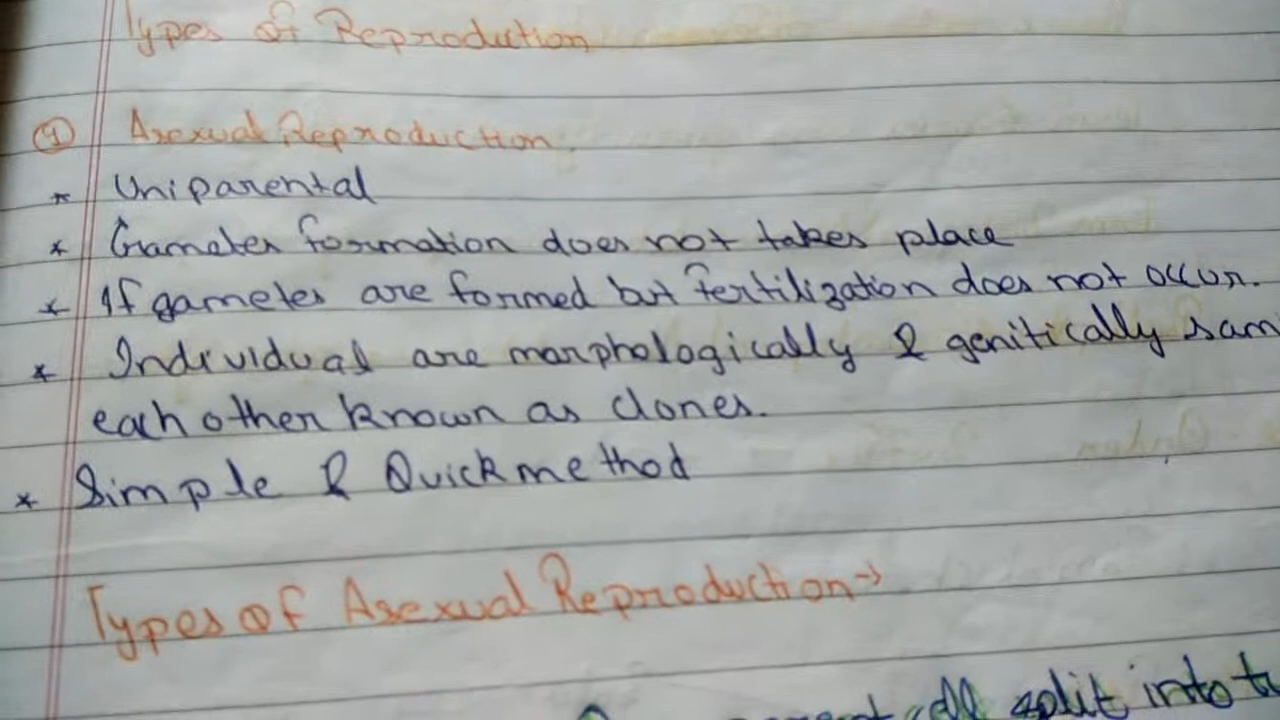 Types of Reproduction
① Asexual Reproduction.
* Uniparental
* Gametes formation does not takes place
* If gametes are formed but fertilization does not occur.
* Individual are morphologically & genitically sam
each other known as clones.
* Simple & Quick method
Types of Asexual Reproduction →
cell split into